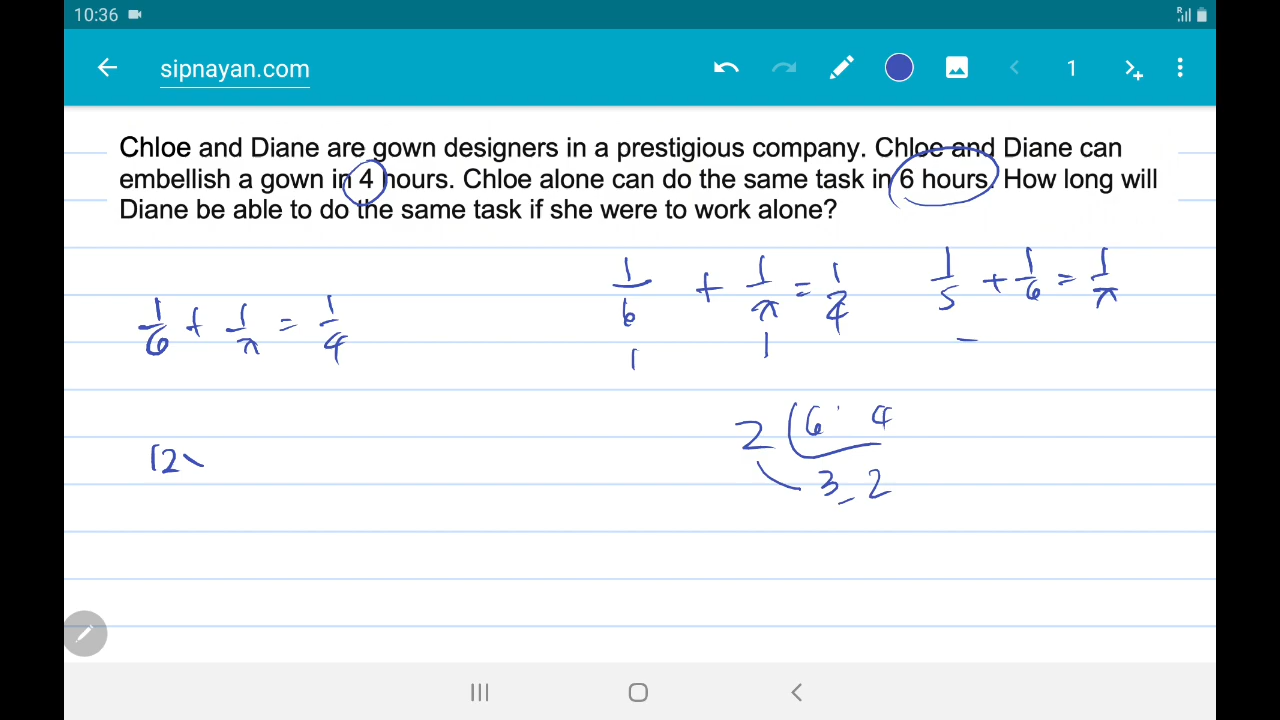 10:36
sipnayan.com
1
Chloe and Diane are gown designers in a prestigious company. Chloe and Diane can
embellish a gown in 4 hours. Chloe alone can do the same task in 6 hours. How long will
Diane be able to do the same task if she were to work alone?
1/6 + 1/x = 1/4
1/6 + 1/x = 1/4
1/5 + 1/6 = 1/x
1 1
2 6 4
3 2
12x